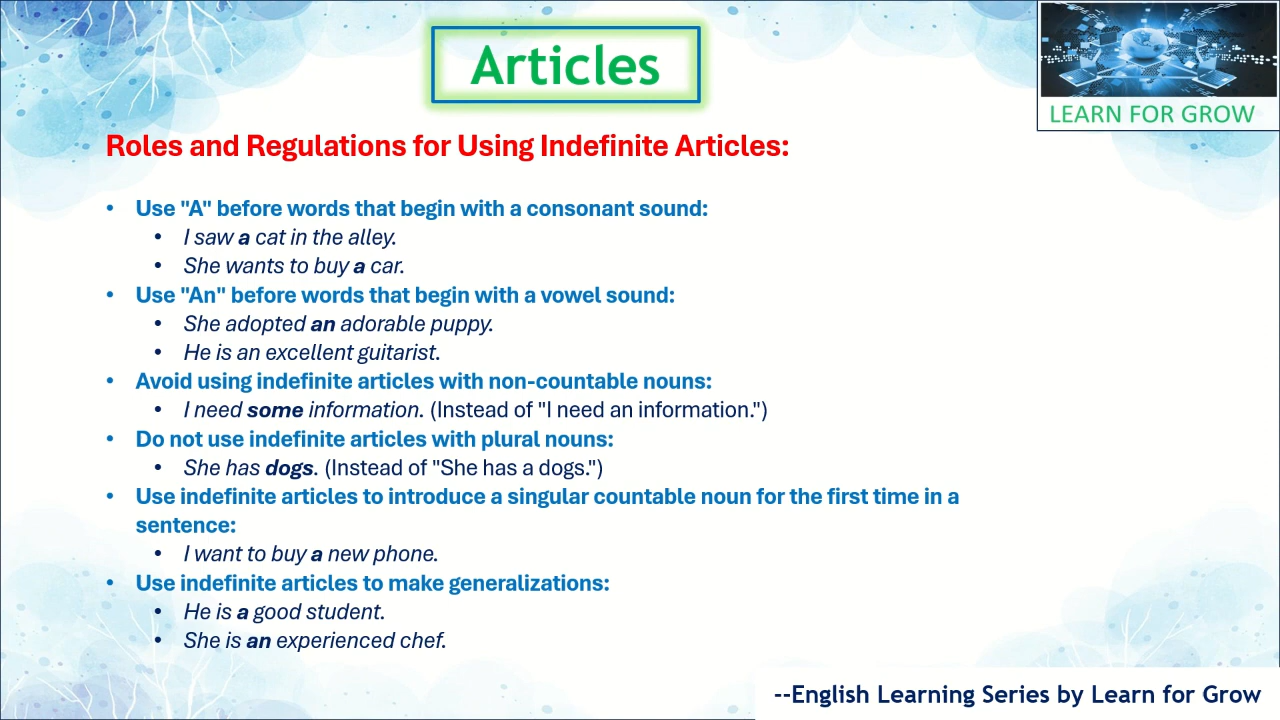 Articles
LEARN FOR GROW
Roles and Regulations for Using Indefinite Articles:
• Use "A" before words that begin with a consonant sound:
• I saw a cat in the alley.
• She wants to buy a car.
• Use "An" before words that begin with a vowel sound:
• She adopted an adorable puppy.
• He is an excellent guitarist.
• Avoid using indefinite articles with non-countable nouns:
• I need some information. (Instead of "I need an information.")
• Do not use indefinite articles with plural nouns:
• She has dogs. (Instead of "She has a dogs.")
• Use indefinite articles to introduce a singular countable noun for the first time in a
sentence:
• I want to buy a new phone.
• Use indefinite articles to make generalizations:
• He is a good student.
• She is an experienced chef.
--English Learning Series by Learn for Grow